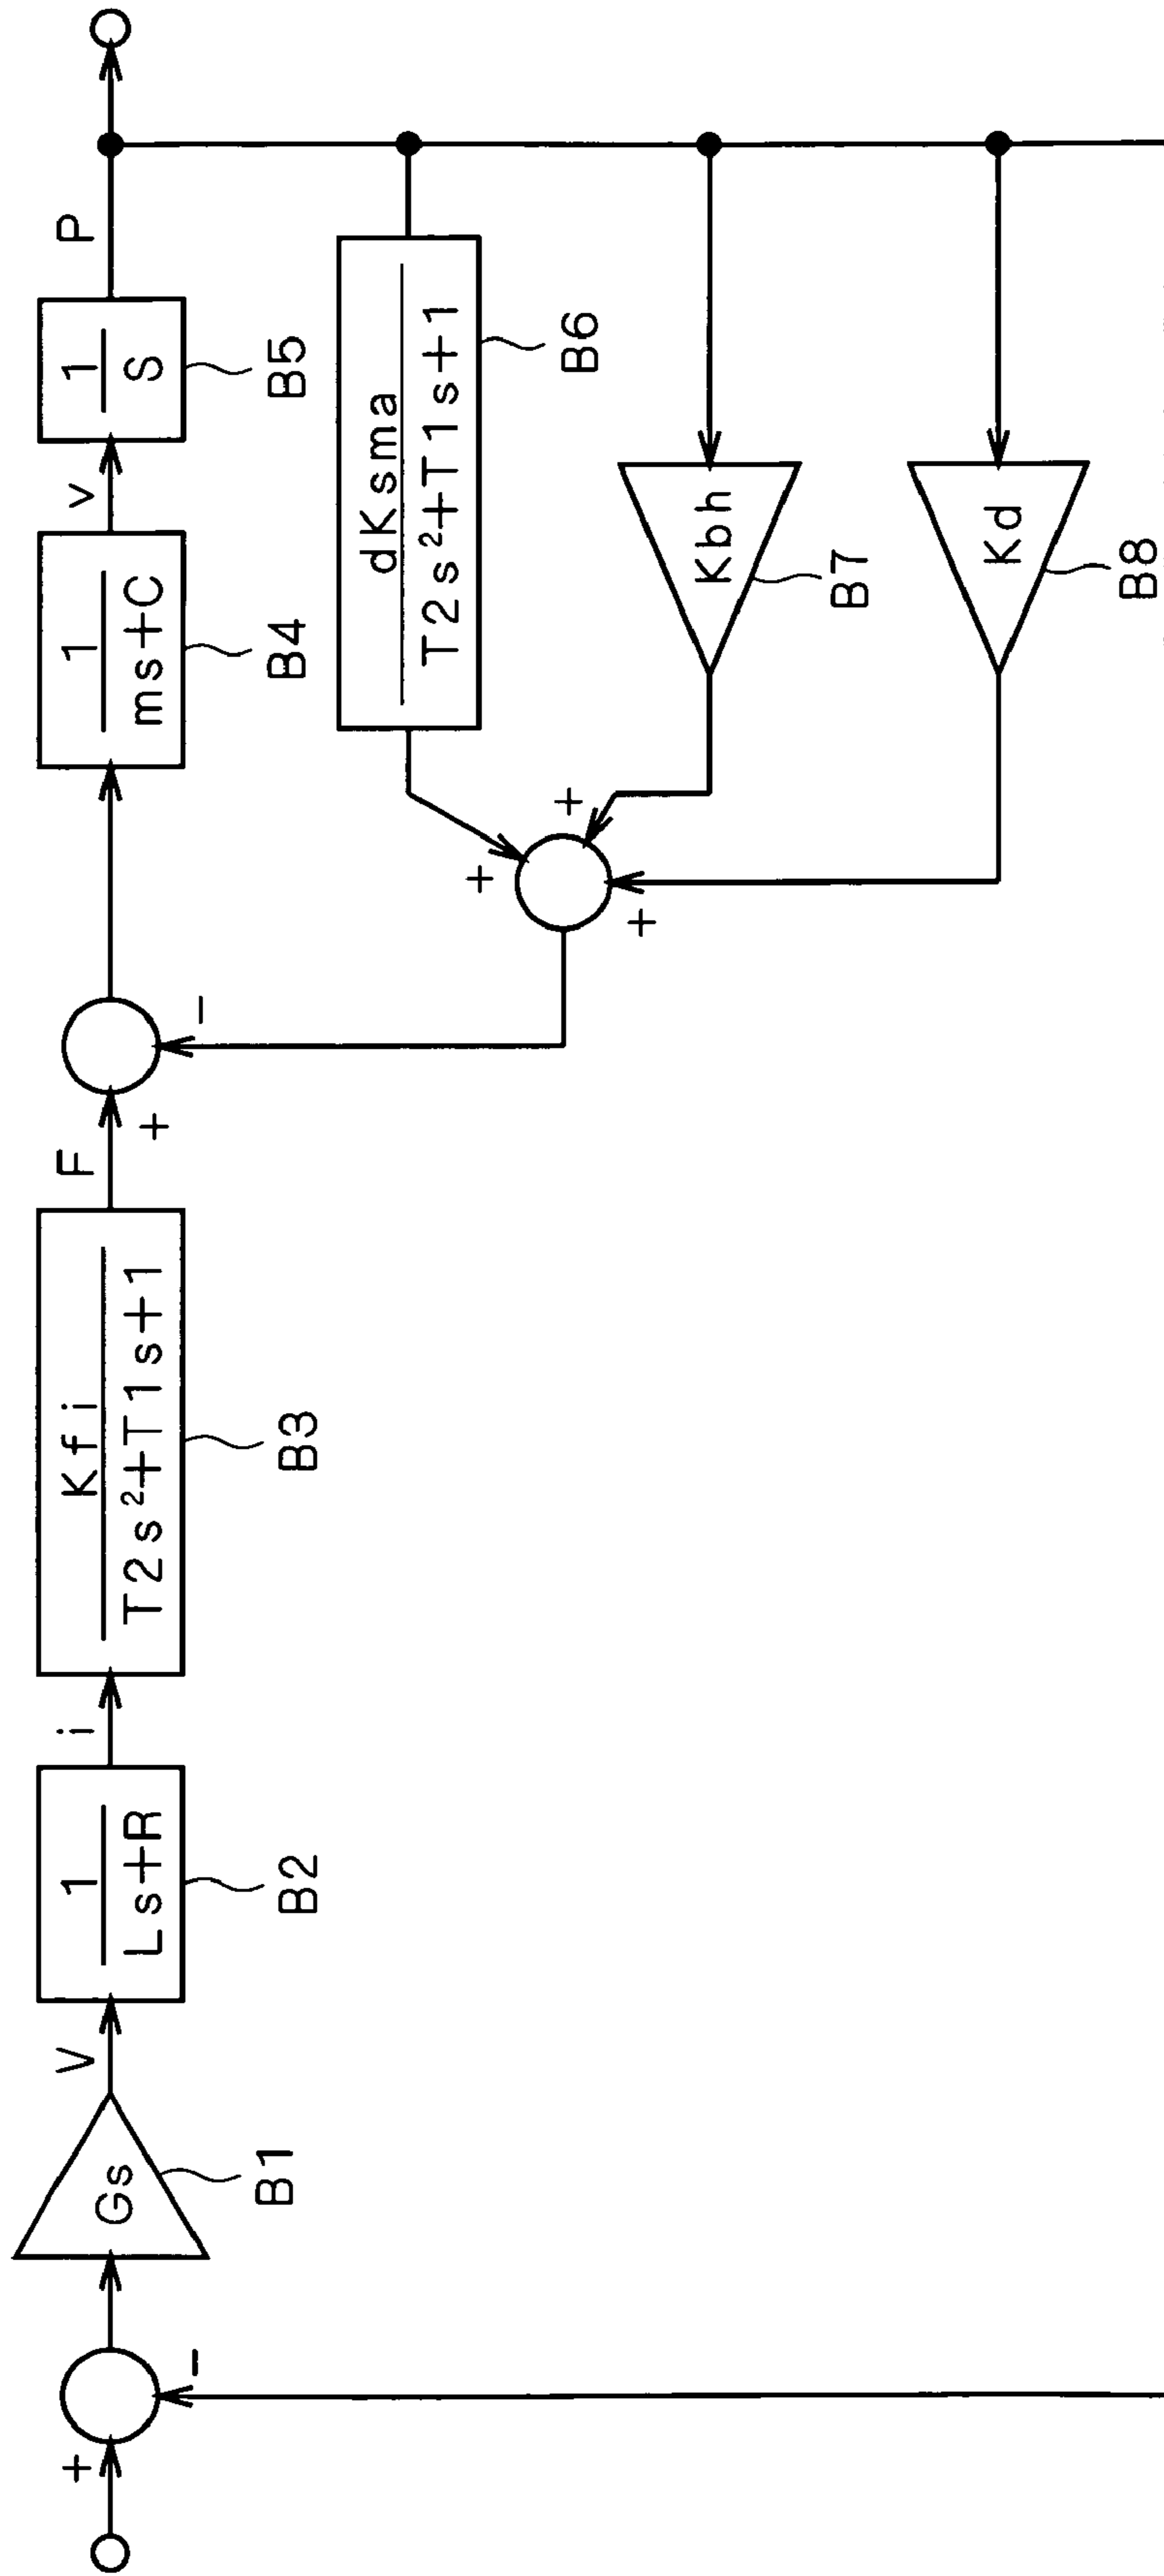 +
-
Gs
B1
V
1
Ls+R
B2
i
Kfi
T2s²+T1s+1
B3
F
+
-
1
ms+C
B4
v
1
S
B5
P
dKsma
T2s²+T1s+1
B6
+
+
+
Kbh
B7
Kd
B8